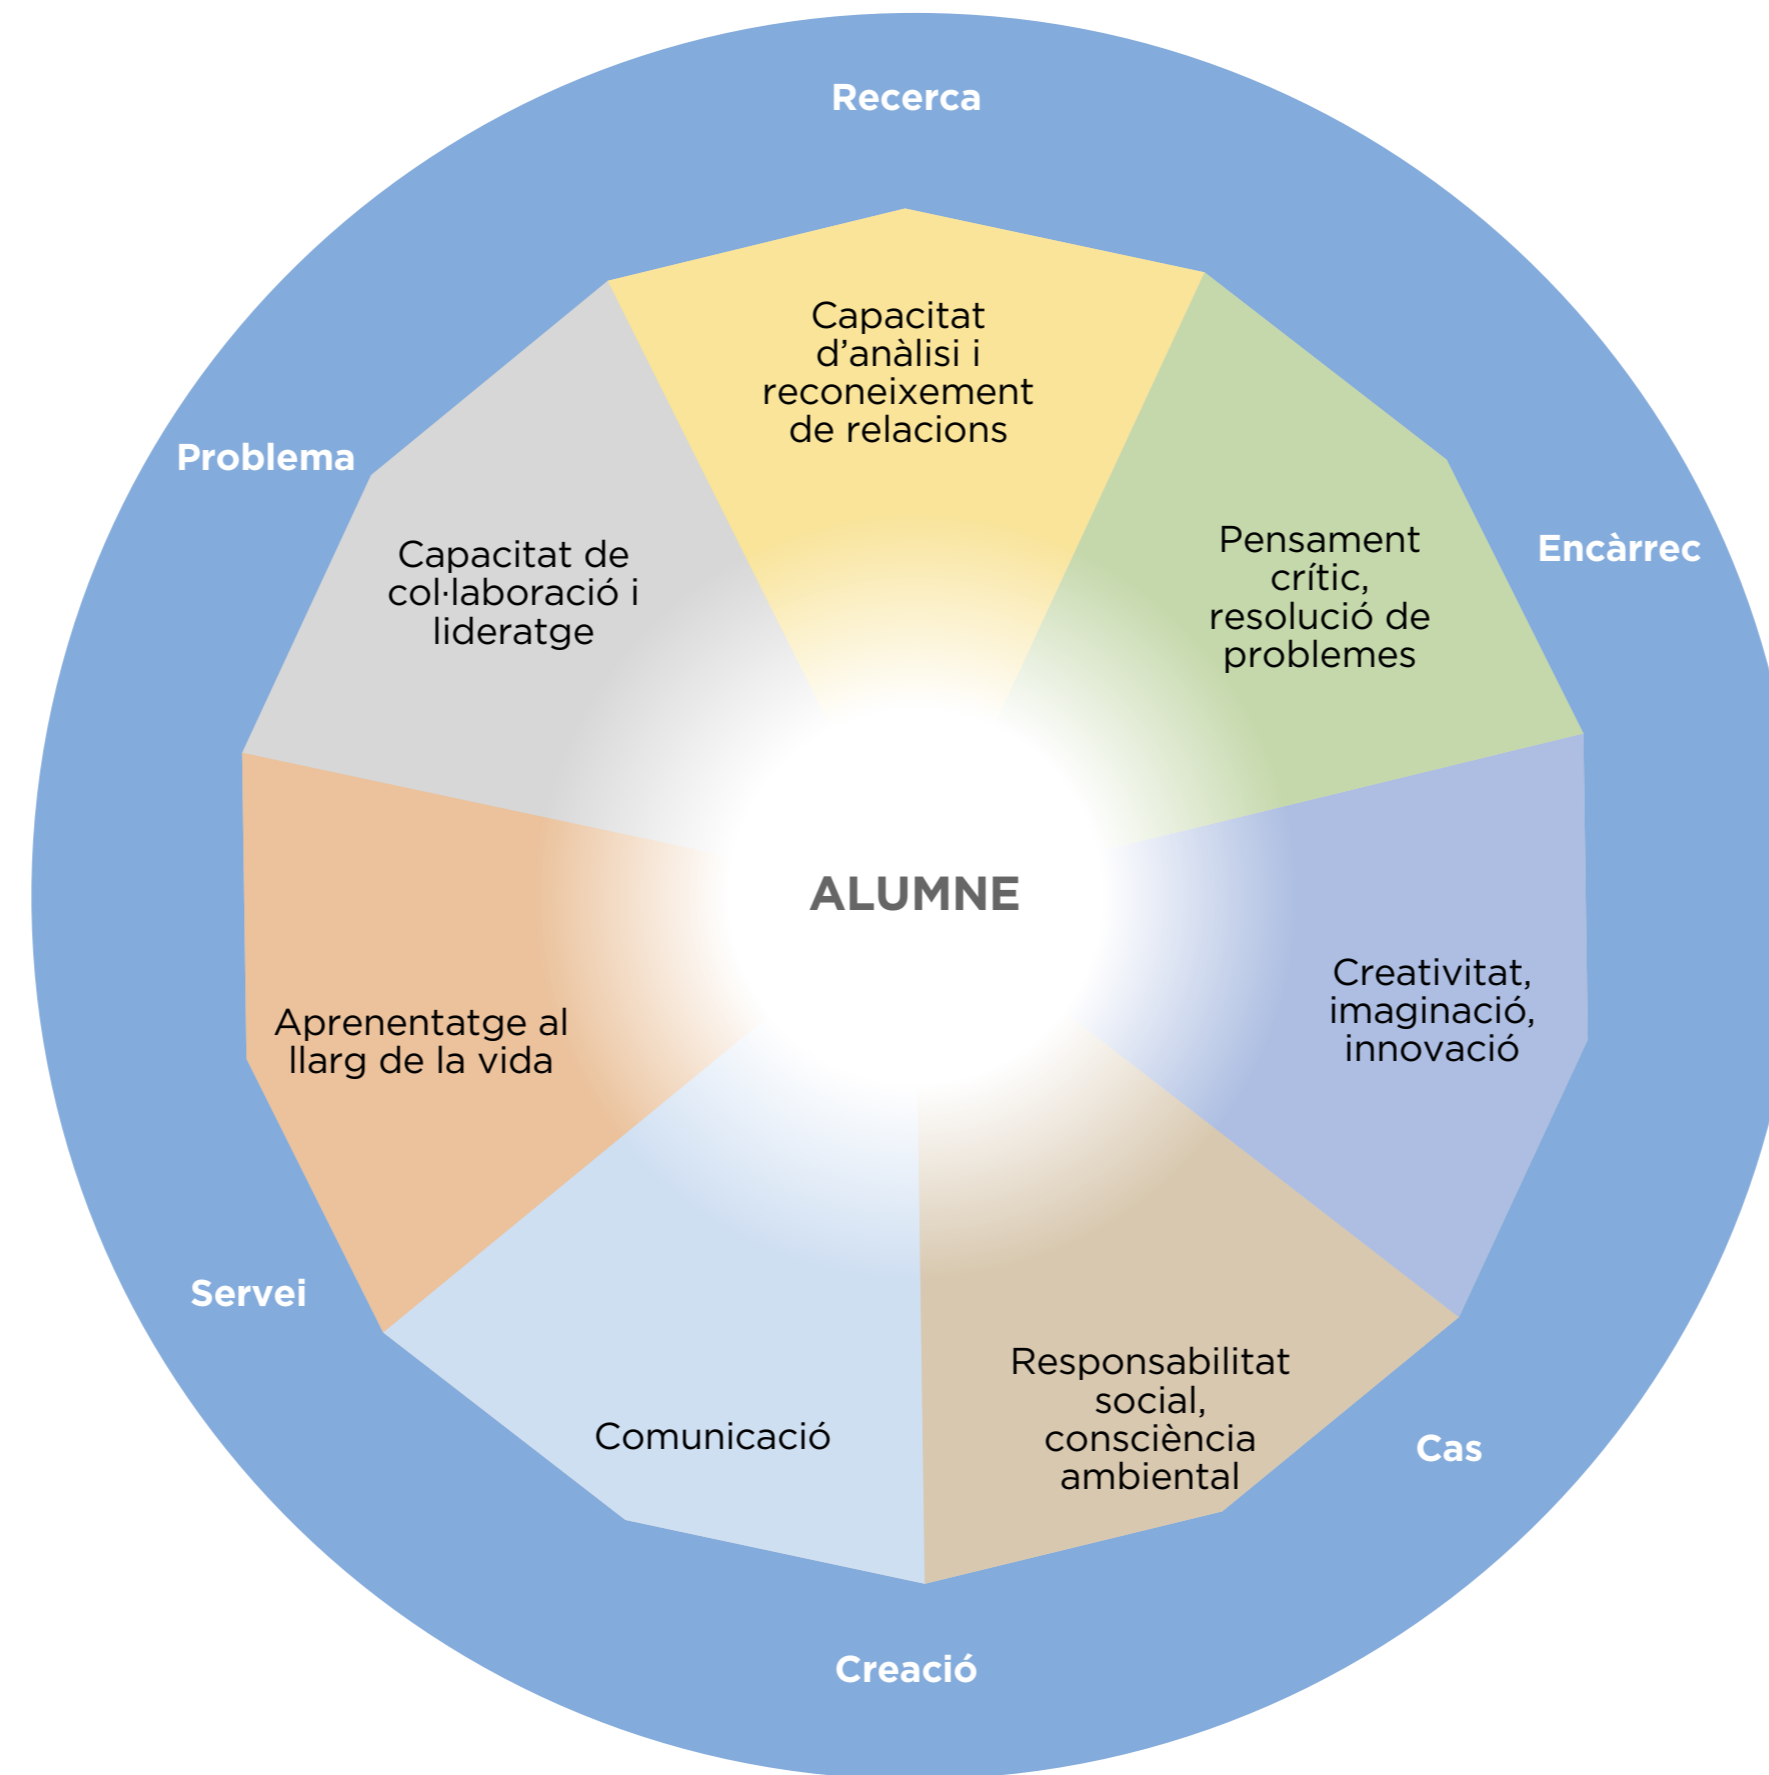 Recerca
Capacitat
d’anàlisi i
reconeixement
de relacions
Problema
Capacitat de
col·laboració i
lideratge
Pensament
crític,
resolució de
problemes
Encàrrec
ALUMNE
Creativitat,
imaginació,
innovació
Aprenentatge al
llarg de la vida
Servei
Responsabilitat
social,
consciència
ambiental
Comunicació
Cas
Creació